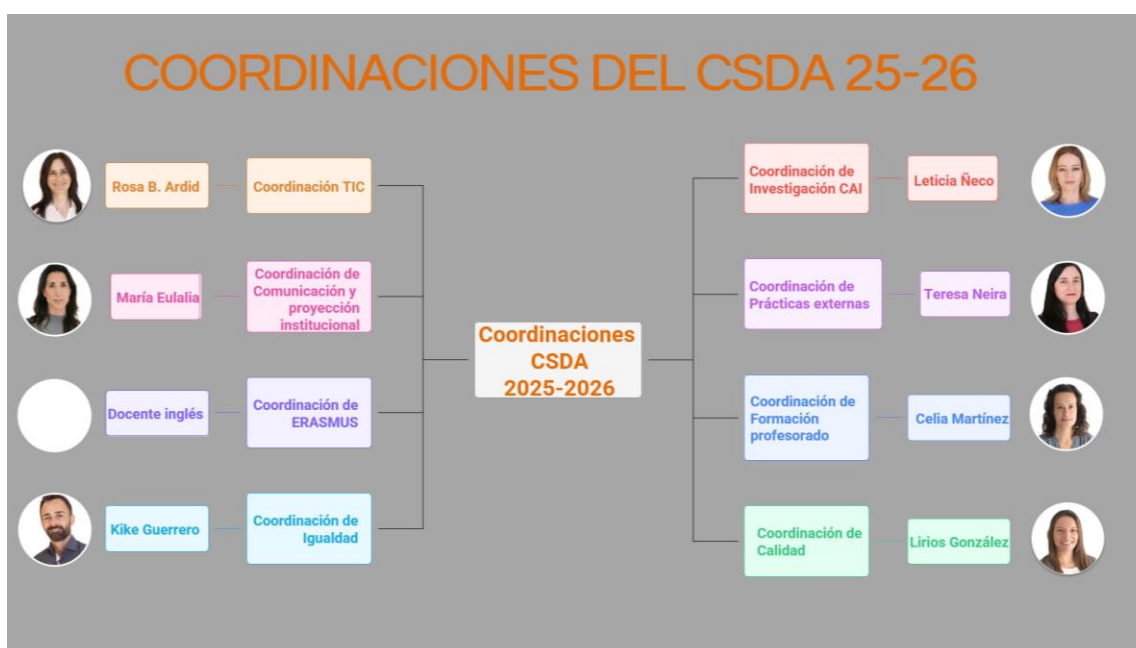 COORDINACIONES DEL CSDA 25-26
Rosa B. Ardid
Coordinación TIC
María Eulalia
Coordinación de
Comunicación y
proyección
institucional
Docente inglés
Coordinación de
ERASMUS
Kike Guerrero
Coordinación de
Igualdad
Coordinaciones
CSDA
2025-2026
Coordinación de
Investigación CAI
Leticia Ñeco
Coordinación de
Prácticas externas
Teresa Neira
Coordinación de
Formación
profesorado
Celia Martínez
Coordinación de
Calidad
Lirios González